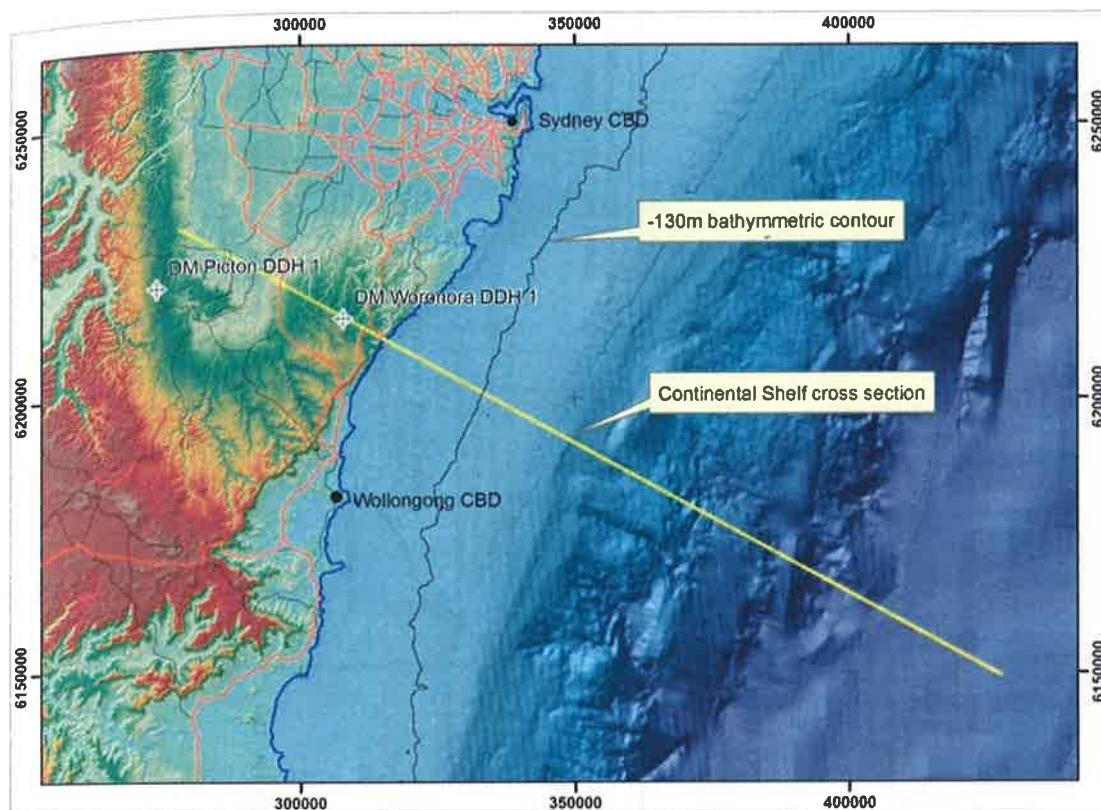 300000
350000
400000
6250000
6250000
Sydney CBD
-130m bathymmetric contour
DM Picton DDH 1
DM Woronora DDH 1
Continental Shelf cross section
6200000
6200000
Wollongong CBD
6150000
6150000
300000
350000
400000